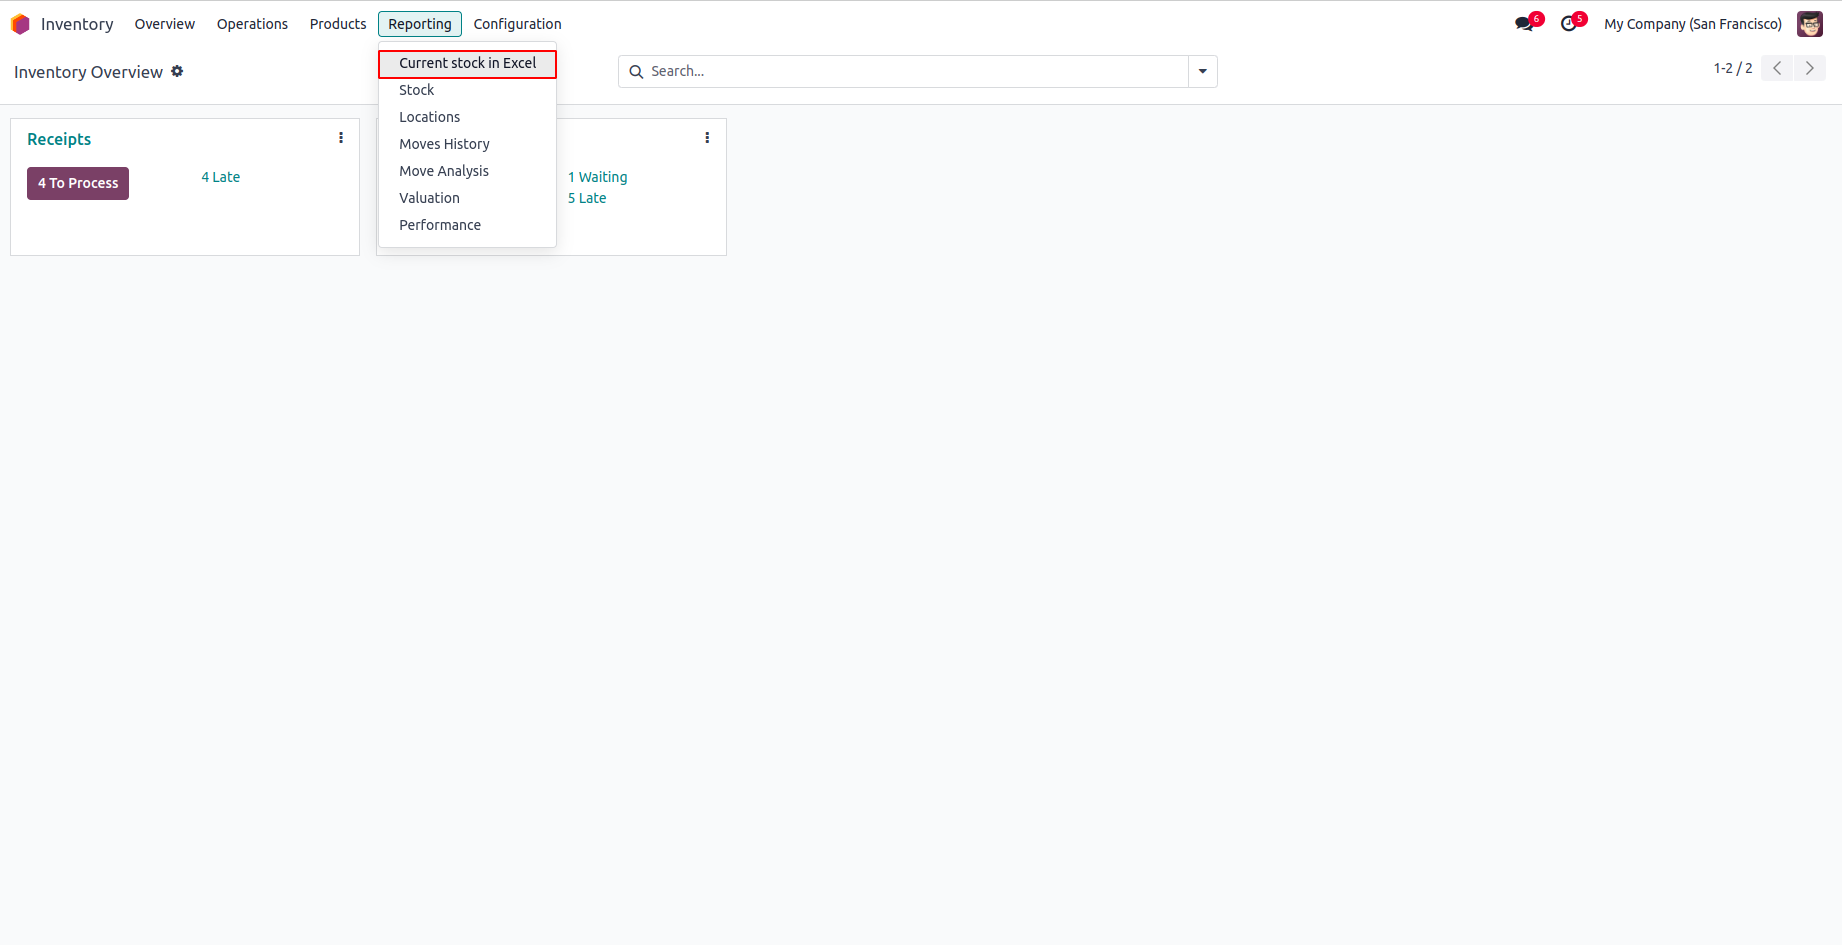 Inventory Overview Operations Products Reporting Configuration 6 5 My Company (San Francisco)
Inventory Overview Search... 1-2 / 2
Current stock in Excel
Stock
Locations
Moves History
Move Analysis
Valuation
Performance
Receipts
4 To Process 4 Late
1 Waiting
5 Late